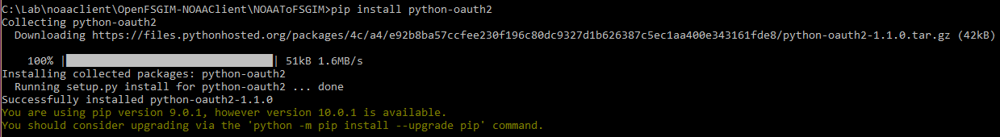 C:\Lab\noaaclient\OpenFSGIM-NOAAClient\NOAAToFSGIM>pip install python-oauth2
Collecting python-oauth2
  Downloading https://files.pythonhosted.org/packages/4c/a4/e92b8ba57ccfee230f196c80dc9327d1b626387c5ec1aa400e343161fde8/python-oauth2-1.1.0.tar.gz (42kB)
    100% |████████████████████████████████| 51kB 1.6MB/s
Installing collected packages: python-oauth2
  Running setup.py install for python-oauth2 ... done
Successfully installed python-oauth2-1.1.0
You are using pip version 9.0.1, however version 10.0.1 is available.
You should consider upgrading via the 'python -m pip install --upgrade pip' command.